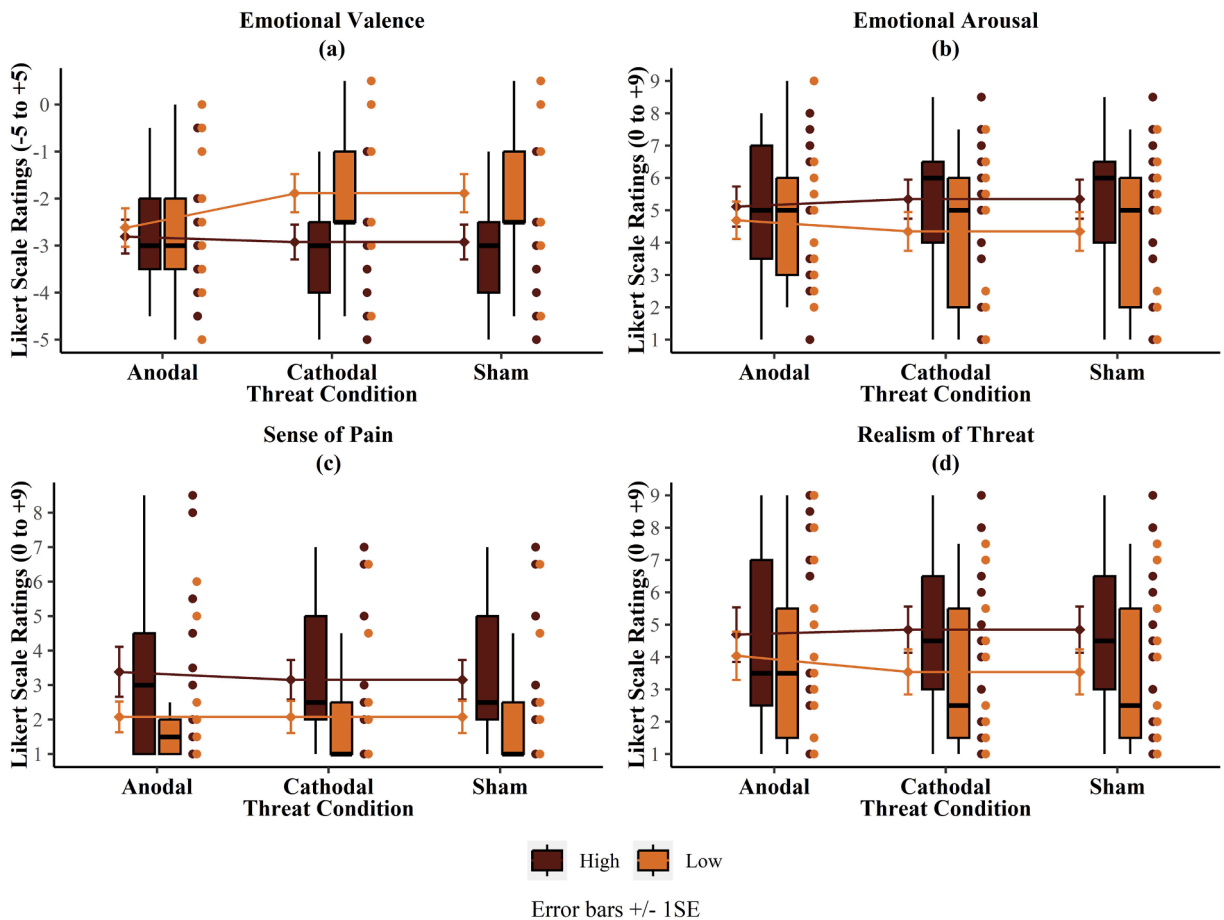 Emotional Valence
(a)
Likert Scale Ratings (-5 to +5)
0
-1
-2
-3
-4
-5
Anodal Cathodal Sham
Threat Condition
Emotional Arousal
(b)
Likert Scale Ratings (0 to +9)
9
8
7
6
5
4
3
2
1
Anodal Cathodal Sham
Threat Condition
Sense of Pain
(c)
Likert Scale Ratings (0 to +9)
8
7
6
5
4
3
2
1
Anodal Cathodal Sham
Threat Condition
Realism of Threat
(d)
Likert Scale Ratings (0 to +9)
9
8
7
6
5
4
3
2
1
Anodal Cathodal Sham
Threat Condition
High Low
Error bars +/- 1SE